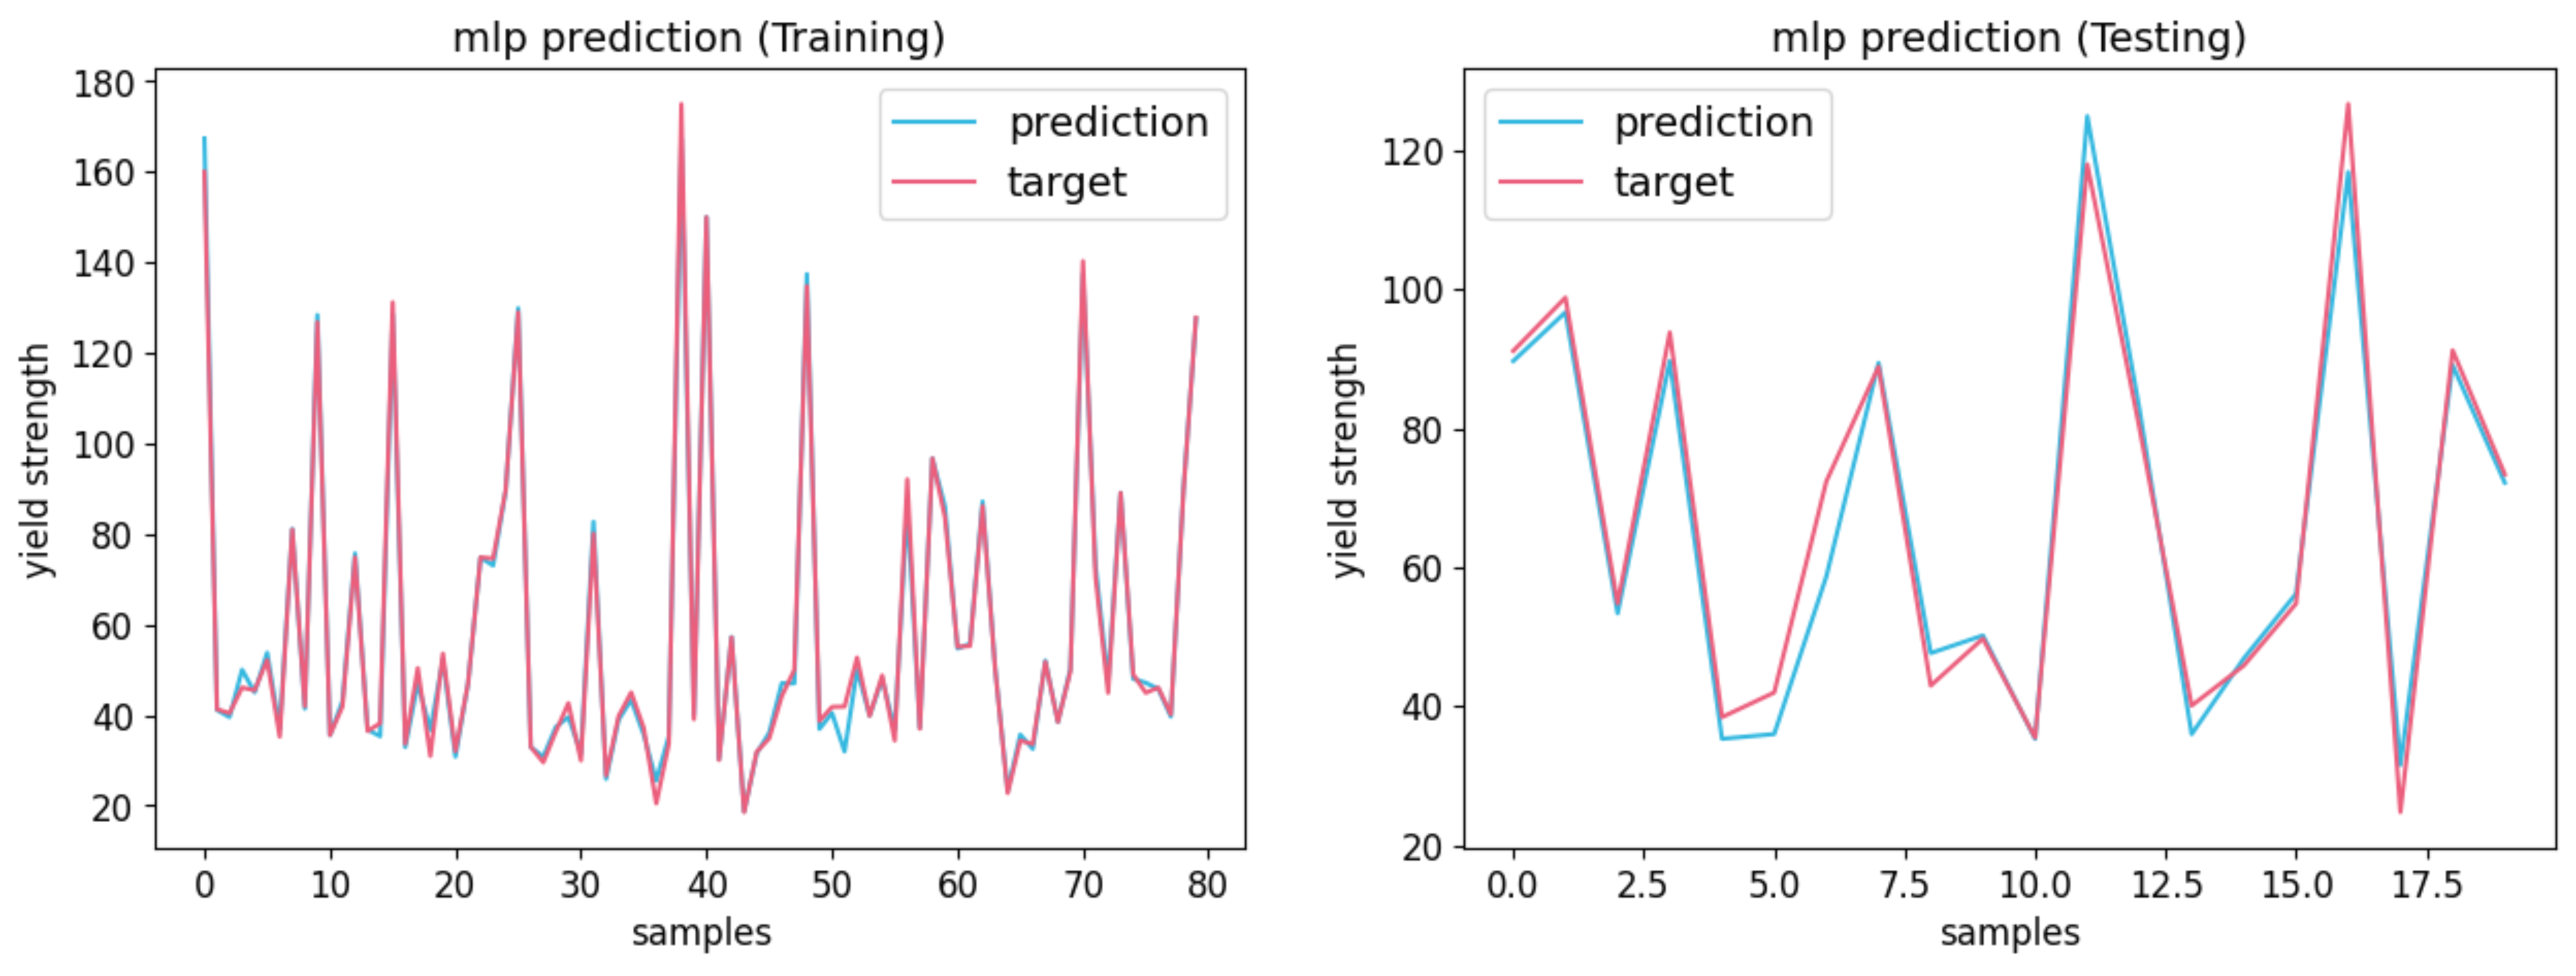 mlp prediction (Training)
180
160
140
120
100
80
60
40
20
yield strength
prediction
target
0 10 20 30 40 50 60 70 80
samples
mlp prediction (Testing)
120
100
80
60
40
20
yield strength
prediction
target
0.0 2.5 5.0 7.5 10.0 12.5 15.0 17.5
samples